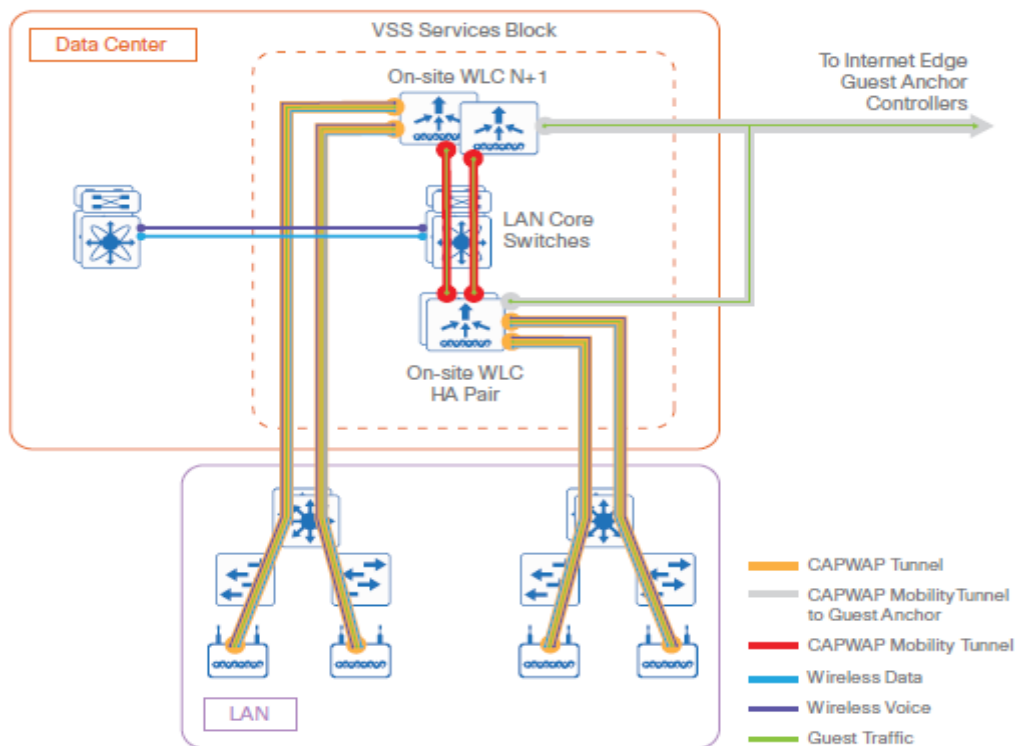 Data Center
VSS Services Block
On-site WLC N+1
To Internet Edge
Guest Anchor
Controllers
LAN Core
Switches
On-site WLC
HA Pair
CAPWAP Tunnel
CAPWAP Mobility Tunnel
to Guest Anchor
CAPWAP Mobility Tunnel
Wireless Data
Wireless Voice
Guest Traffic
LAN